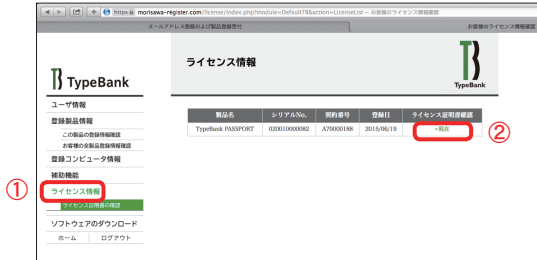 https morisawa-register.com/license/index.php?module=DefaultTB&action=LicenseList — お客様のライセンス情報確認
メールアドレス登録および製品登録受付
お客様のライセンス情報確認
TypeBank
ライセンス情報
TypeBank
ユーザ情報
登録製品情報
この製品の登録情報確認
お客様の全製品登録情報確認
登録コンピュータ情報
補助機能
ライセンス情報
ライセンス証明書の確認
ソフトウェアのダウンロード
ホーム ログアウト
製品名 シリアルNo. 契約番号 登録日 ライセンス証明書確認
TypeBank PASSPORT 020010000082 A70000188 2015/06/19 ・現在
①
②